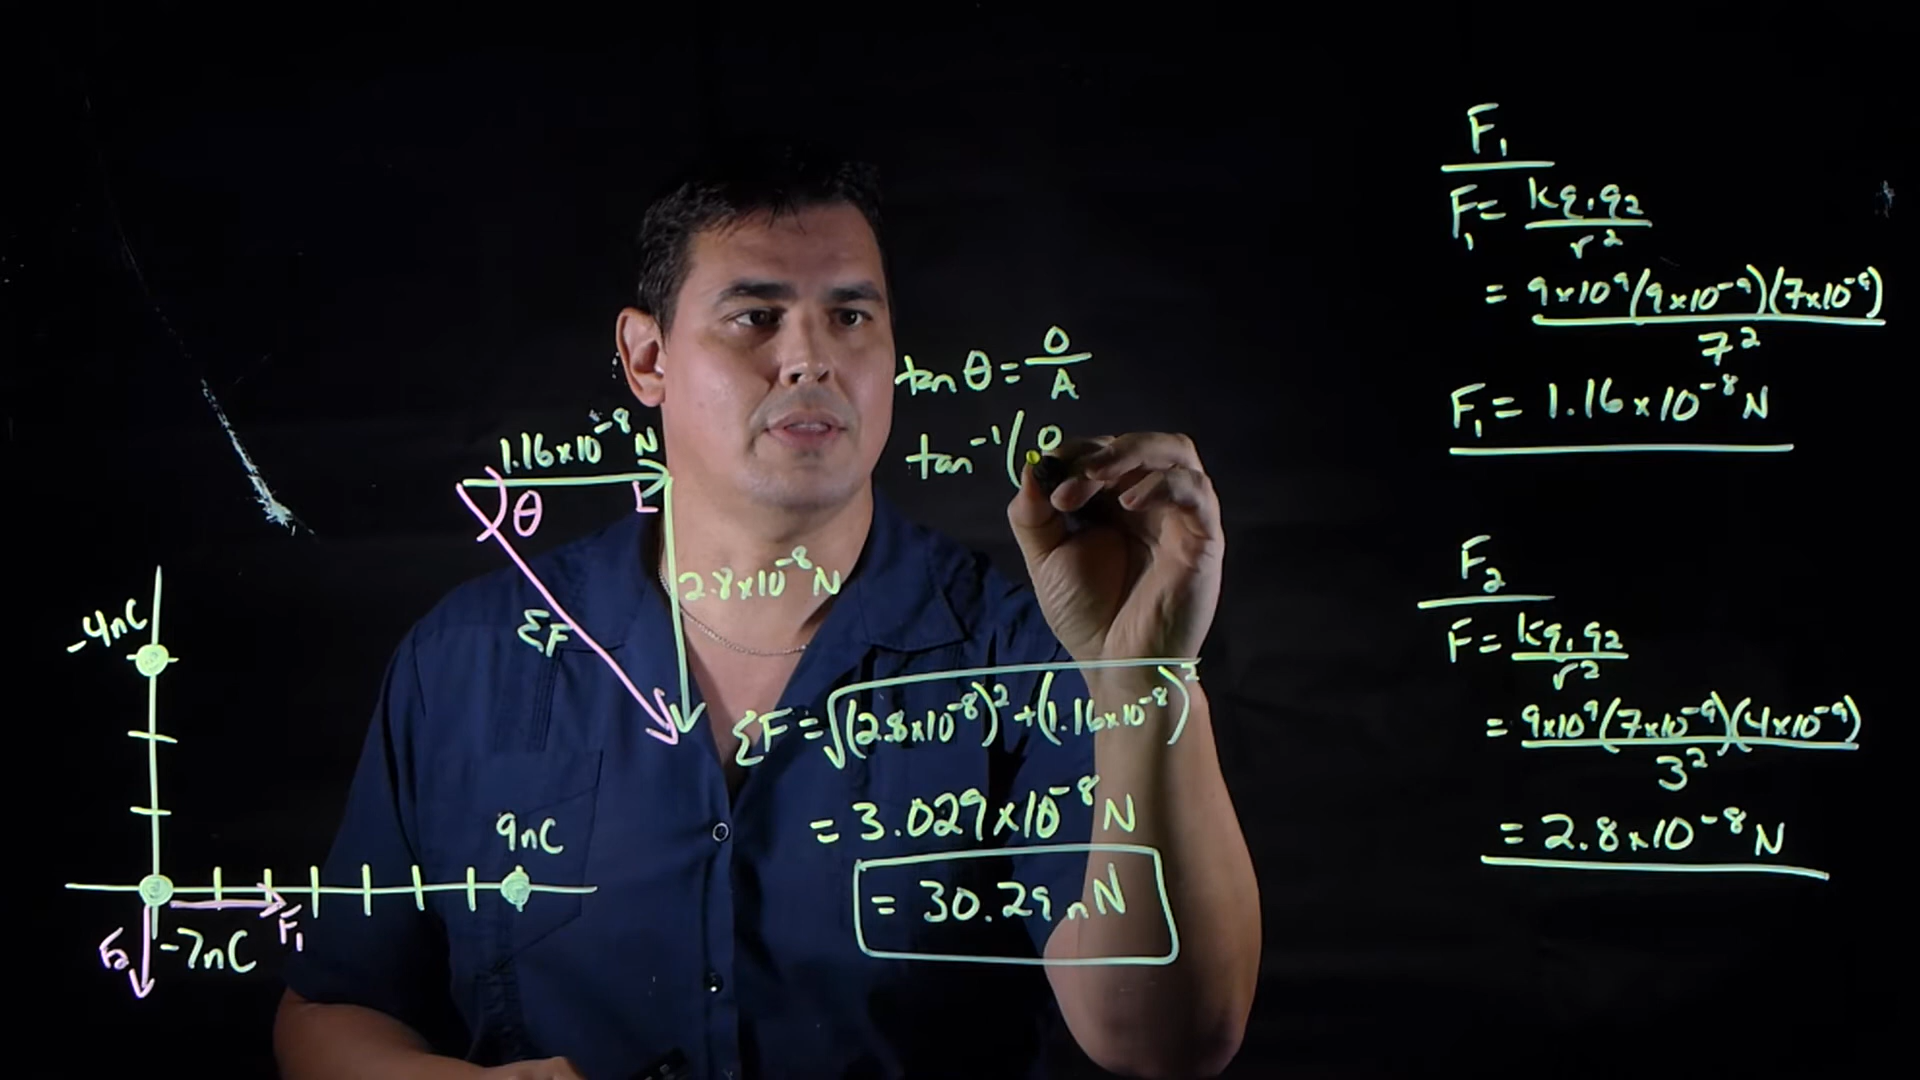 -4nC
9nC
-7nC
F₁
F₂
1.16×10⁻⁸N
θ
2.8×10⁻⁸N
ΣF
tan θ = O/A
tan⁻¹(O
ΣF = √(2.8×10⁻⁸)² + (1.16×10⁻⁸)²
= 3.029×10⁻⁸ N
= 30.29 nN
F₁
F₁ = kq₁q₂/r²
= 9×10⁹(9×10⁻⁹)(7×10⁻⁹)/7²
F₁ = 1.16×10⁻⁸ N
F₂
F = kq₁q₂/r²
= 9×10⁹(7×10⁻⁹)(4×10⁻⁹)/3²
= 2.8×10⁻⁸ N